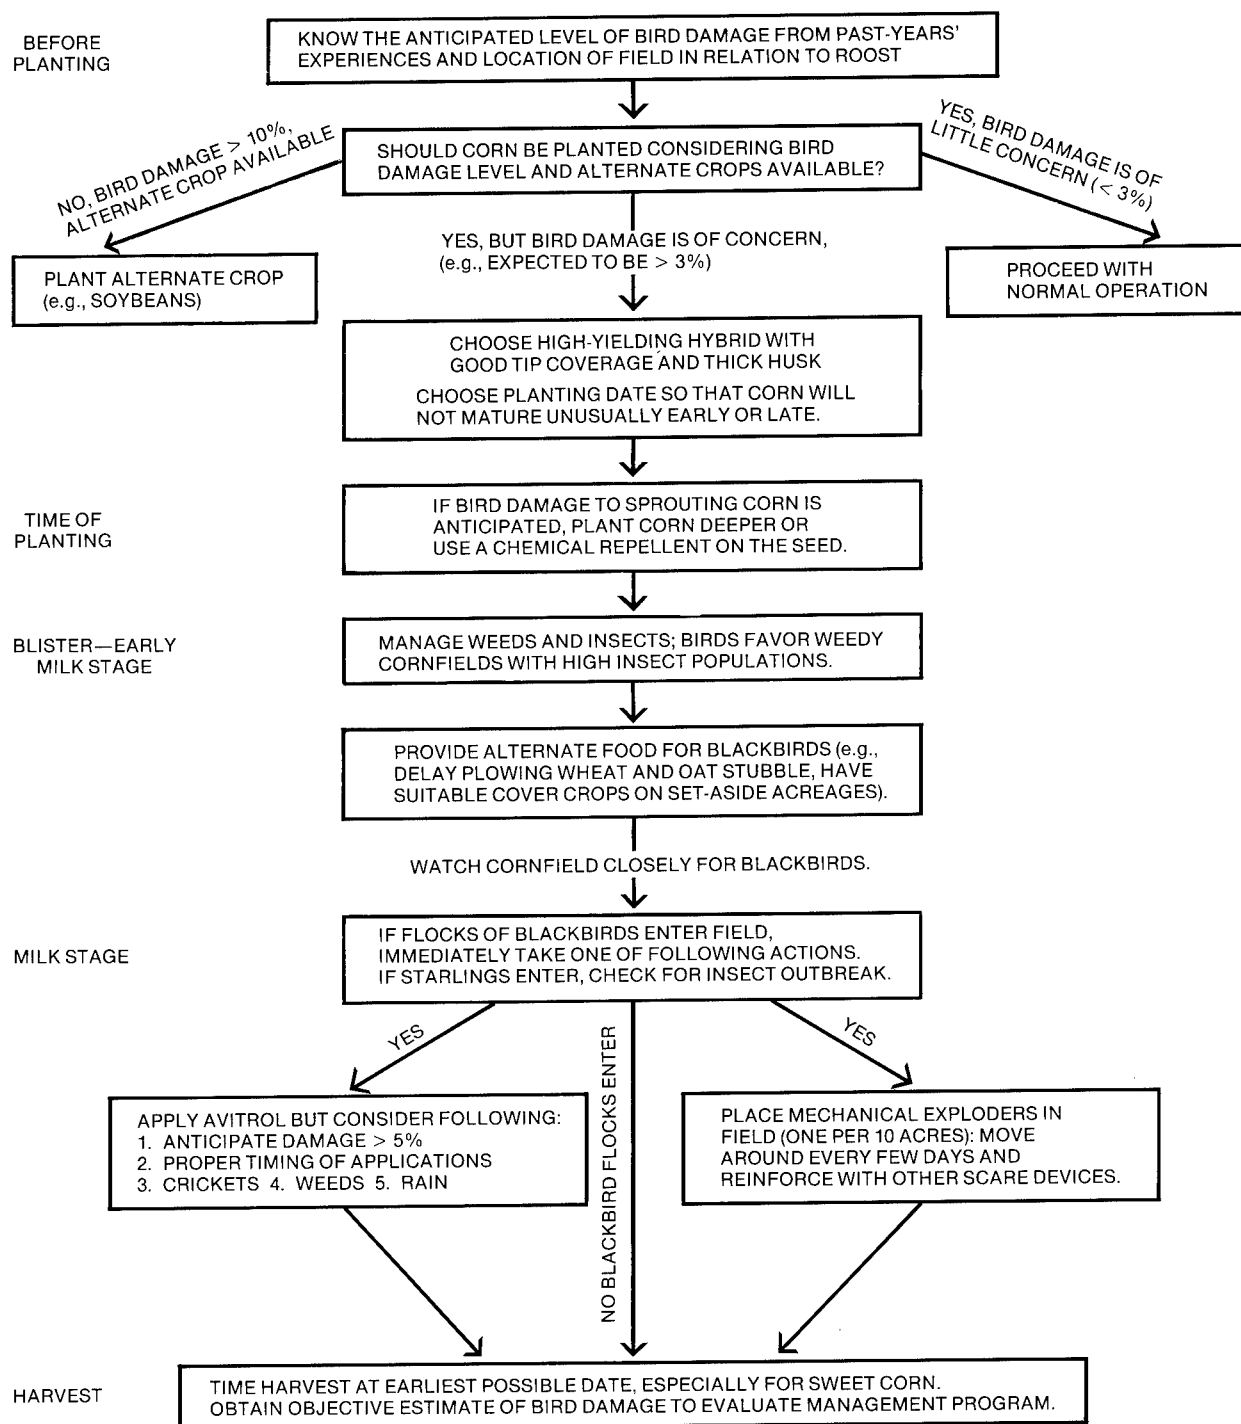 BEFORE
PLANTING
KNOW THE ANTICIPATED LEVEL OF BIRD DAMAGE FROM PAST-YEARS'
EXPERIENCES AND LOCATION OF FIELD IN RELATION TO ROOST
NO, BIRD DAMAGE > 10%,
ALTERNATE CROP AVAILABLE
SHOULD CORN BE PLANTED CONSIDERING BIRD
DAMAGE LEVEL AND ALTERNATE CROPS AVAILABLE?
YES, BIRD DAMAGE IS OF
LITTLE CONCERN (< 3%)
PLANT ALTERNATE CROP
(e.g., SOYBEANS)
YES, BUT BIRD DAMAGE IS OF CONCERN,
(e.g., EXPECTED TO BE > 3%)
PROCEED WITH
NORMAL OPERATION
CHOOSE HIGH-YIELDING HYBRID WITH
GOOD TIP COVERAGE AND THICK HUSK
CHOOSE PLANTING DATE SO THAT CORN WILL
NOT MATURE UNUSUALLY EARLY OR LATE.
TIME OF
PLANTING
IF BIRD DAMAGE TO SPROUTING CORN IS
ANTICIPATED, PLANT CORN DEEPER OR
USE A CHEMICAL REPELLENT ON THE SEED.
BLISTER—EARLY
MILK STAGE
MANAGE WEEDS AND INSECTS; BIRDS FAVOR WEEDY
CORNFIELDS WITH HIGH INSECT POPULATIONS.
PROVIDE ALTERNATE FOOD FOR BLACKBIRDS (e.g.,
DELAY PLOWING WHEAT AND OAT STUBBLE, HAVE
SUITABLE COVER CROPS ON SET-ASIDE ACREAGES).
WATCH CORNFIELD CLOSELY FOR BLACKBIRDS.
MILK STAGE
IF FLOCKS OF BLACKBIRDS ENTER FIELD,
IMMEDIATELY TAKE ONE OF FOLLOWING ACTIONS.
IF STARLINGS ENTER, CHECK FOR INSECT OUTBREAK.
YES
NO BLACKBIRD FLOCKS ENTER
YES
APPLY AVITROL BUT CONSIDER FOLLOWING:
1. ANTICIPATE DAMAGE > 5%
2. PROPER TIMING OF APPLICATIONS
3. CRICKETS 4. WEEDS 5. RAIN
PLACE MECHANICAL EXPLODERS IN
FIELD (ONE PER 10 ACRES): MOVE
AROUND EVERY FEW DAYS AND
REINFORCE WITH OTHER SCARE DEVICES.
HARVEST
TIME HARVEST AT EARLIEST POSSIBLE DATE, ESPECIALLY FOR SWEET CORN.
OBTAIN OBJECTIVE ESTIMATE OF BIRD DAMAGE TO EVALUATE MANAGEMENT PROGRAM.